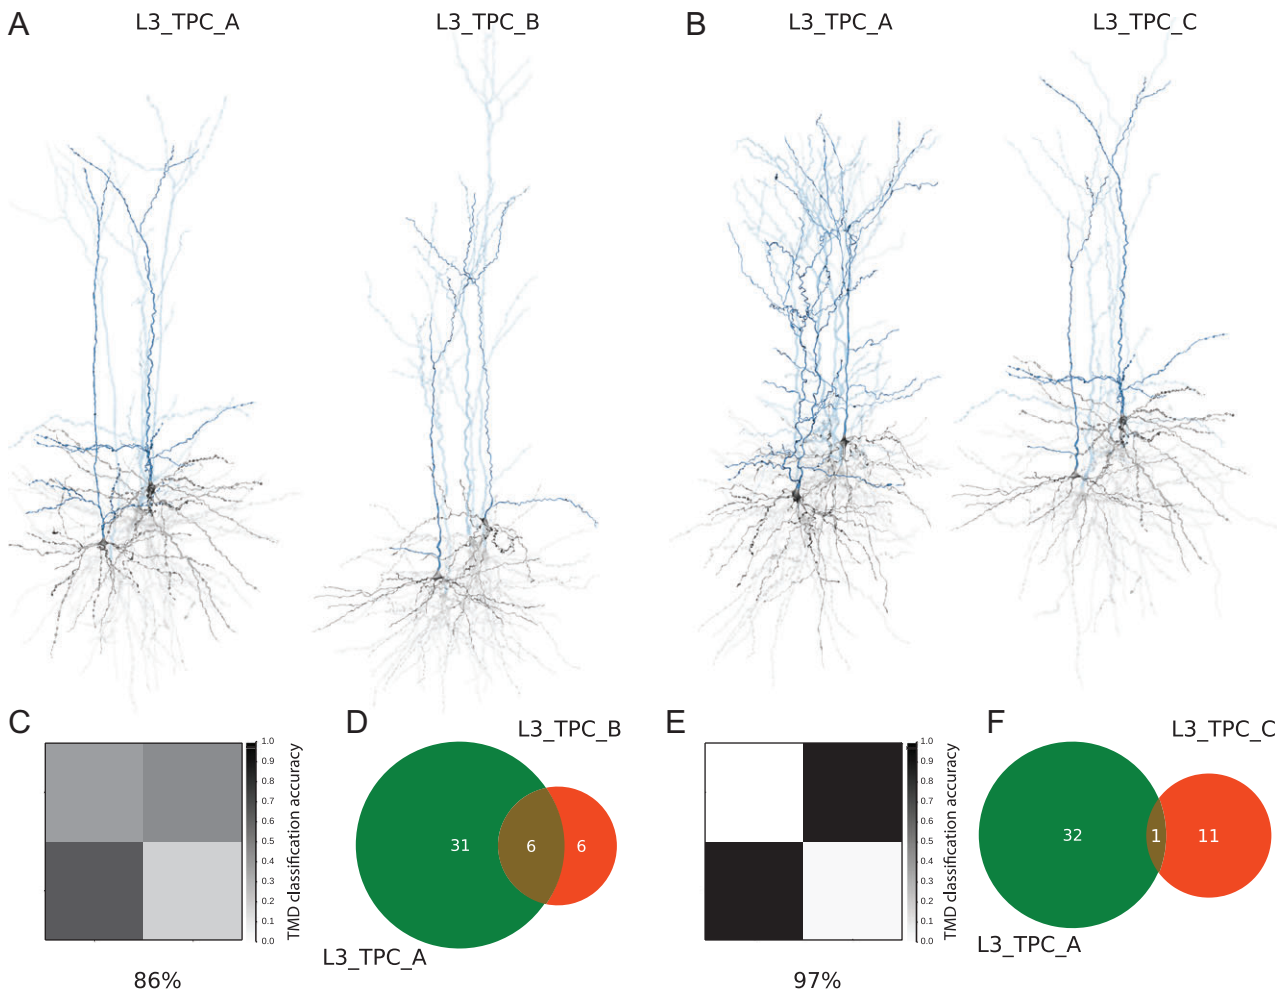 A
L3_TPC_A
L3_TPC_B
B
L3_TPC_A
L3_TPC_C
C
1.0
0.9
0.8
0.7
0.6
0.5
0.4
0.3
0.2
0.1
0.0
TMD classification accuracy
86%
D
L3_TPC_B
31
6
6
L3_TPC_A
E
1.0
0.9
0.8
0.7
0.6
0.5
0.4
0.3
0.2
0.1
0.0
TMD classification accuracy
97%
F
L3_TPC_C
32
1
11
L3_TPC_A